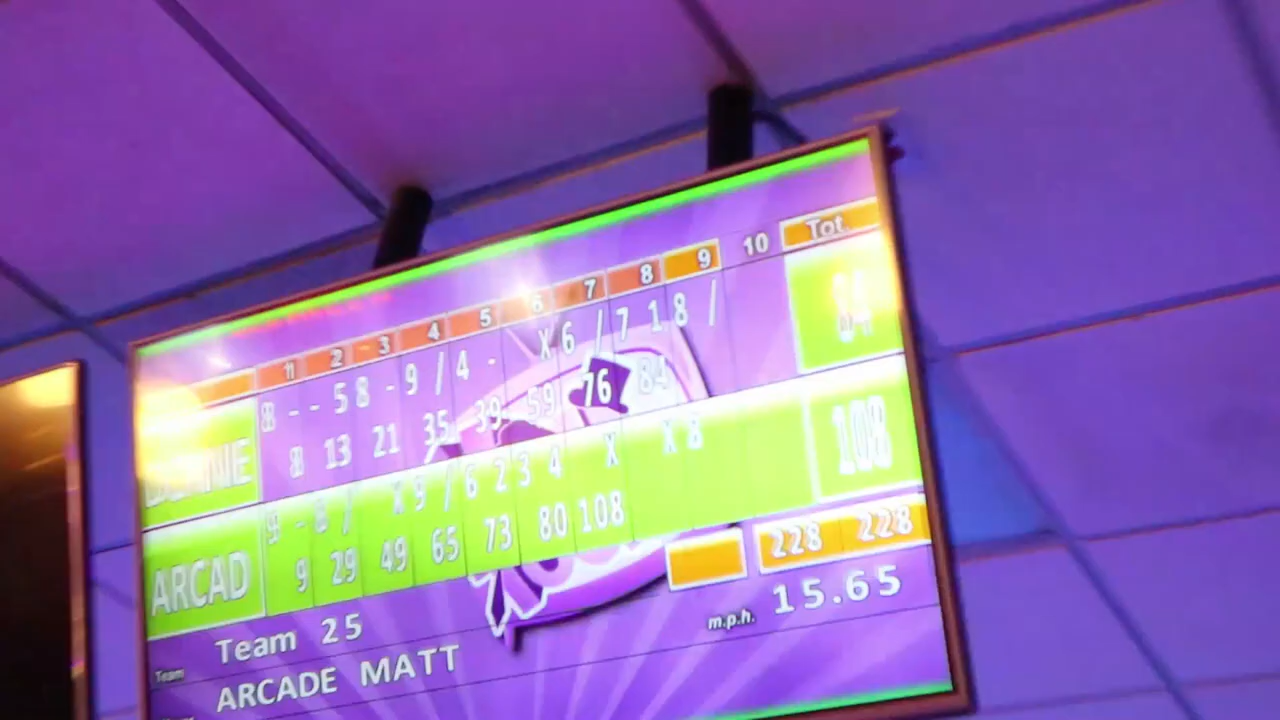 1 2 3 4 5 6 7 8 9 10 Tot.
8 - - 5 8 - 9 / 4 - X 6 / 7 1 8 /
8 13 21 35 39 59 76 84 84
9 - 8 / X 9 / 6 2 3 4 X X 8
ARCAD 9 29 49 65 73 80 108 108
228 228
Team Team 25 m.p.h. 15.65
ARCADE MATT